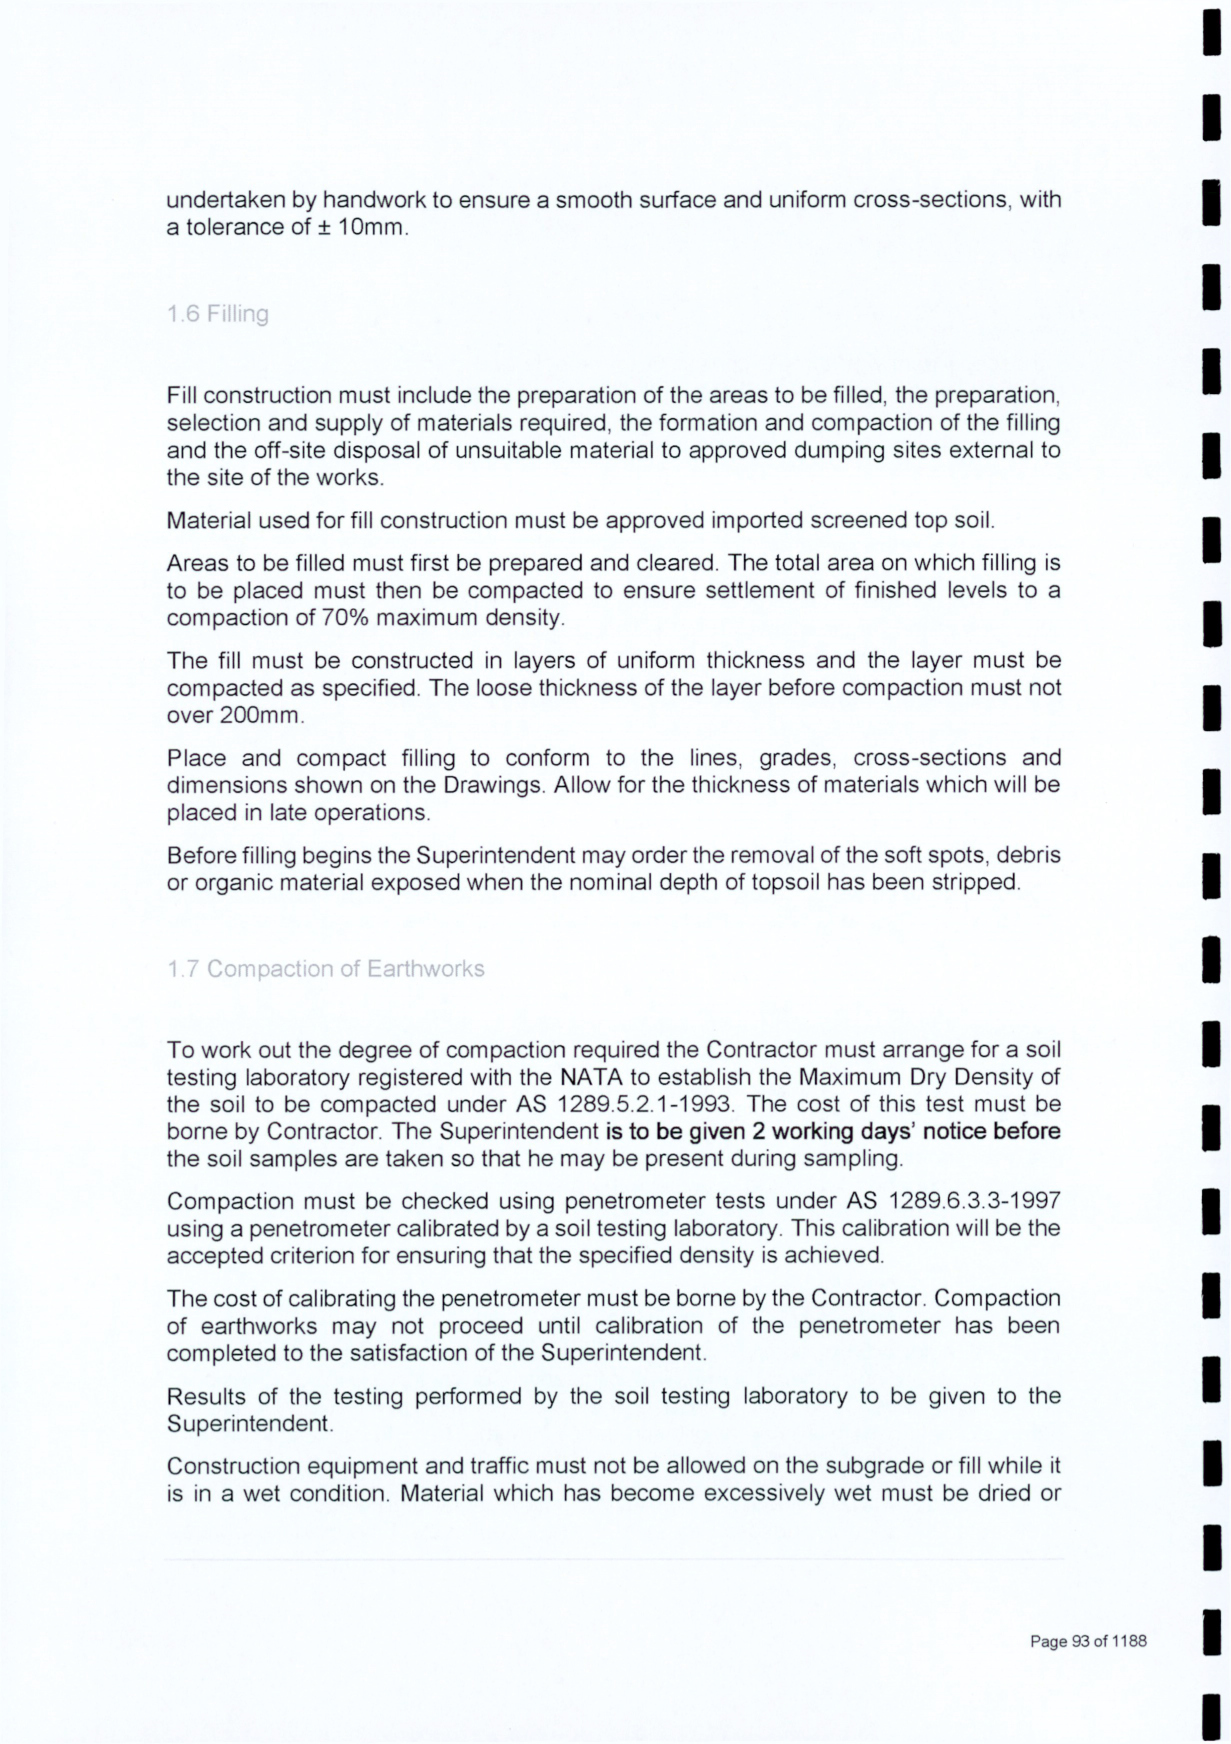 undertaken by handwork to ensure a smooth surface and uniform cross-sections, with
a tolerance of ± 10mm.
1.6 Filling
Fill construction must include the preparation of the areas to be filled, the preparation,
selection and supply of materials required, the formation and compaction of the filling
and the off-site disposal of unsuitable material to approved dumping sites external to
the site of the works.
Material used for fill construction must be approved imported screened top soil.
Areas to be filled must first be prepared and cleared. The total area on which filling is
to be placed must then be compacted to ensure settlement of finished levels to a
compaction of 70% maximum density.
The fill must be constructed in layers of uniform thickness and the layer must be
compacted as specified. The loose thickness of the layer before compaction must not
over 200mm.
Place and compact filling to conform to the lines, grades, cross-sections and
dimensions shown on the Drawings. Allow for the thickness of materials which will be
placed in late operations.
Before filling begins the Superintendent may order the removal of the soft spots, debris
or organic material exposed when the nominal depth of topsoil has been stripped.
1.7 Compaction of Earthworks
To work out the degree of compaction required the Contractor must arrange for a soil
testing laboratory registered with the NATA to establish the Maximum Dry Density of
the soil to be compacted under AS 1289.5.2.1-1993. The cost of this test must be
borne by Contractor. The Superintendent is to be given 2 working days' notice before
the soil samples are taken so that he may be present during sampling.
Compaction must be checked using penetrometer tests under AS 1289.6.3.3-1997
using a penetrometer calibrated by a soil testing laboratory. This calibration will be the
accepted criterion for ensuring that the specified density is achieved.
The cost of calibrating the penetrometer must be borne by the Contractor. Compaction
of earthworks may not proceed until calibration of the penetrometer has been
completed to the satisfaction of the Superintendent.
Results of the testing performed by the soil testing laboratory to be given to the
Superintendent.
Construction equipment and traffic must not be allowed on the subgrade or fill while it
is in a wet condition. Material which has become excessively wet must be dried or
Page 93 of 1188